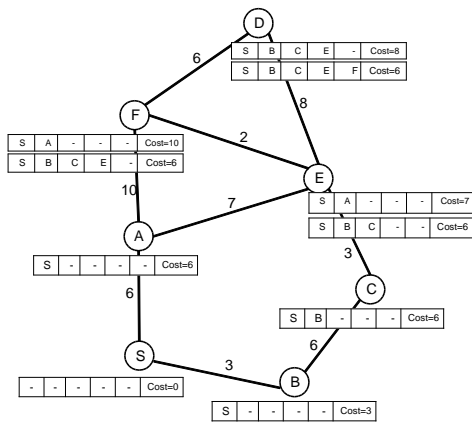 D
6
S B C E - Cost=8
S B C E F Cost=6
8
F
2
S A - - - Cost=10
S B C E - Cost=6
E
10
7
S A - - - Cost=7
S B C - - Cost=6
A
3
S - - - - Cost=6
C
6
S B - - - Cost=6
6
S
3
- - - - - Cost=0
B
S - - - - Cost=3